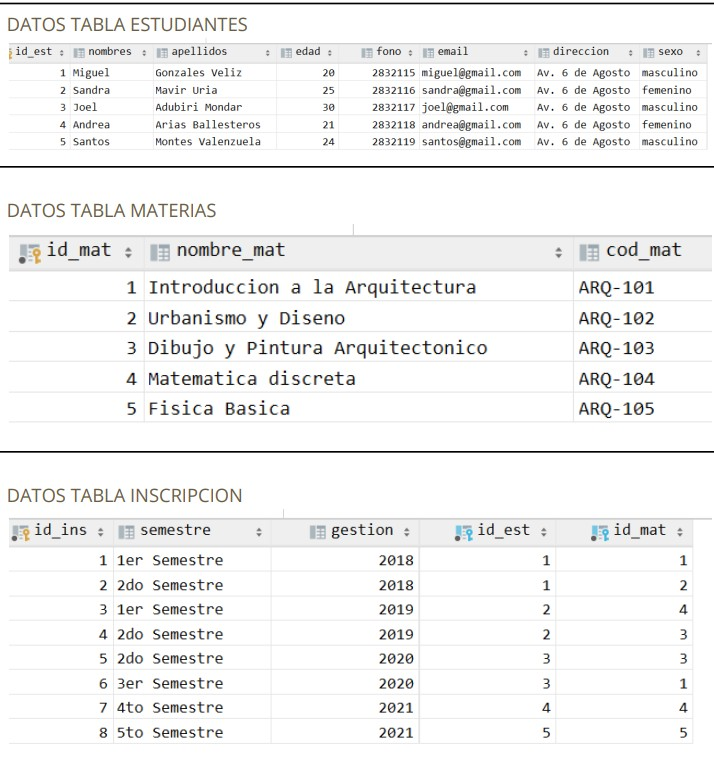 DATOS TABLA ESTUDIANTES
id_est nombres apellidos edad fono email direccion sexo
1 Miguel Gonzales Veliz 20 2832115 miguel@gmail.com Av. 6 de Agosto masculino
2 Sandra Mavir Uria 25 2832116 sandra@gmail.com Av. 6 de Agosto femenino
3 Joel Adubiri Mondar 30 2832117 joel@gmail.com Av. 6 de Agosto masculino
4 Andrea Arias Ballesteros 21 2832118 andrea@gmail.com Av. 6 de Agosto femenino
5 Santos Montes Valenzuela 24 2832119 santos@gmail.com Av. 6 de Agosto masculino
DATOS TABLA MATERIAS
id_mat nombre_mat cod_mat
1 Introduccion a la Arquitectura ARQ-101
2 Urbanismo y Diseno ARQ-102
3 Dibujo y Pintura Arquitectonico ARQ-103
4 Matematica discreta ARQ-104
5 Fisica Basica ARQ-105
DATOS TABLA INSCRIPCION
id_ins semestre gestion id_est id_mat
1 1er Semestre 2018 1 1
2 2do Semestre 2018 1 2
3 1er Semestre 2019 2 4
4 2do Semestre 2019 2 3
5 2do Semestre 2020 3 3
6 3er Semestre 2020 3 1
7 4to Semestre 2021 4 4
8 5to Semestre 2021 5 5